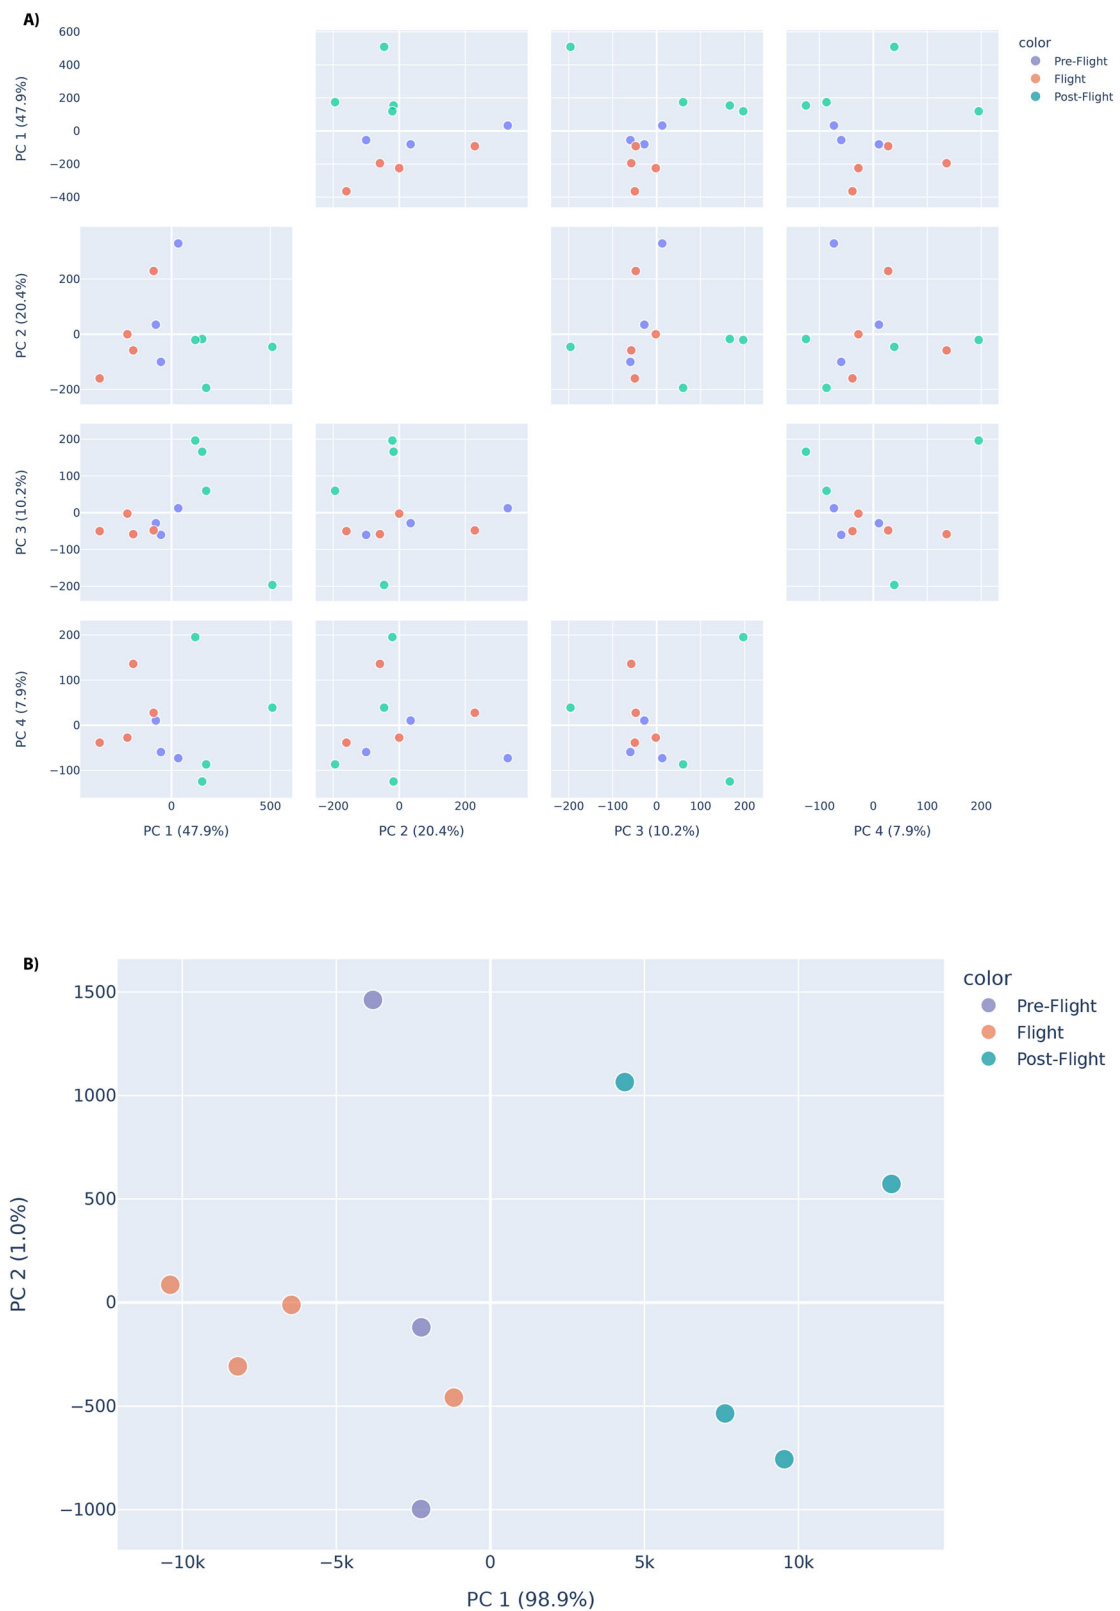 A)
color
Pre-Flight
Flight
Post-Flight
PC 1 (47.9%)
600
400
200
0
−200
−400
PC 2 (20.4%)
200
0
−200
PC 3 (10.2%)
200
100
0
−100
−200
PC 4 (7.9%)
200
100
0
−100
0 500
−200 0 200
−200 −100 0 100 200
−100 0 100 200
PC 1 (47.9%) PC 2 (20.4%) PC 3 (10.2%) PC 4 (7.9%)
B)
color
Pre-Flight
Flight
Post-Flight
PC 2 (1.0%)
1500
1000
500
0
−500
−1000
−10k −5k 0 5k 10k
PC 1 (98.9%)